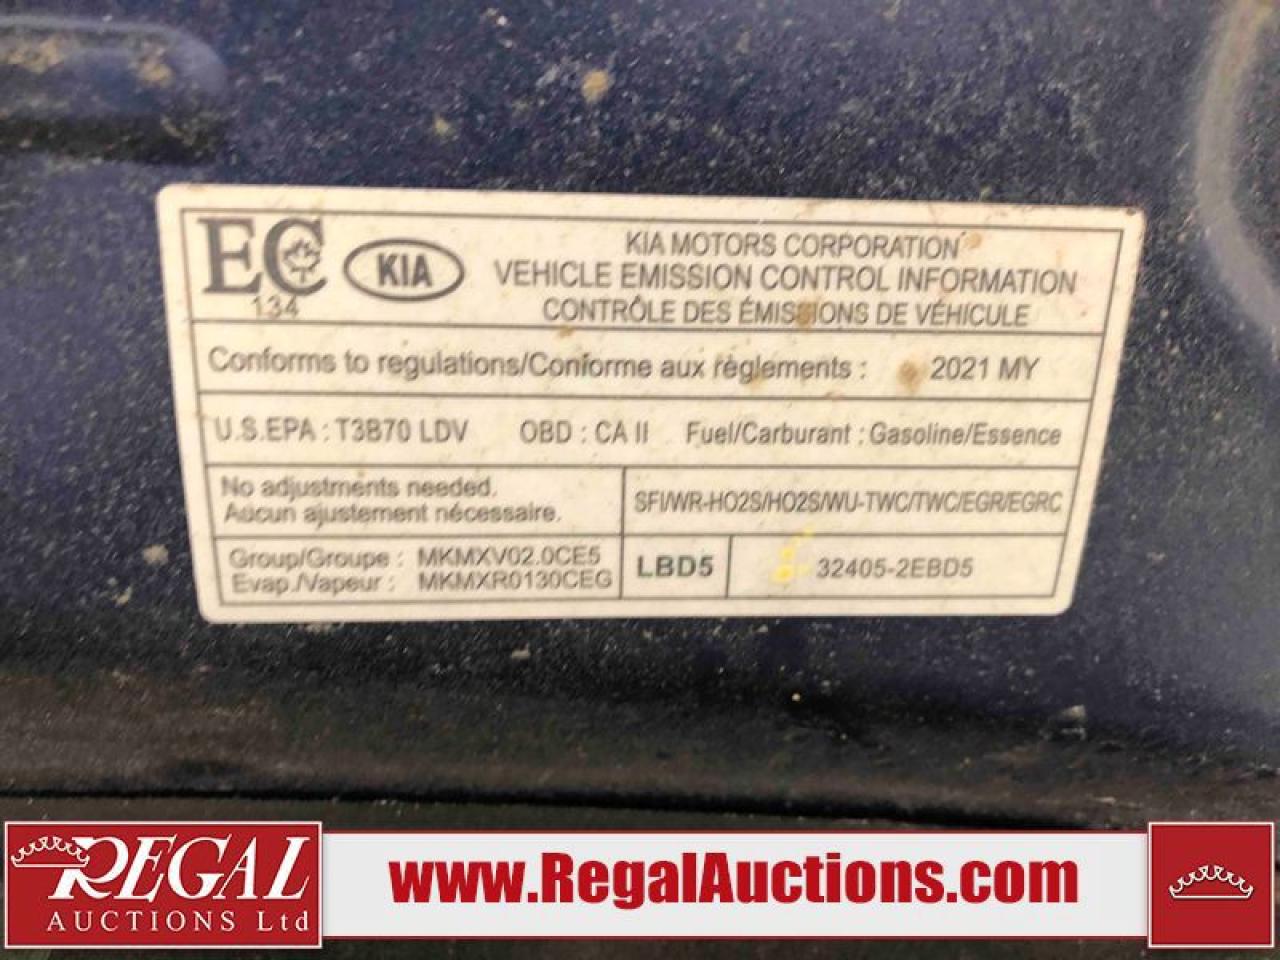 EC
134
KIA
KIA MOTORS CORPORATION
VEHICLE EMISSION CONTROL INFORMATION
CONTRÔLE DES ÉMISSIONS DE VÉHICULE
Conforms to regulations/Conforme aux règlements : 2021 MY
U.S.EPA : T3B70 LDV OBD : CA II Fuel/Carburant : Gasoline/Essence
No adjustments needed.
Aucun ajustement nécessaire.
SFI/WR-HO2S/HO2S/WU-TWC/TWC/EGR/EGRC
Group/Groupe : MKMXV02.0CE5
Evap./Vapeur : MKMXR0130CEG
LBD5
32405-2EBD5
REGAL
AUCTIONS Ltd
www.RegalAuctions.com